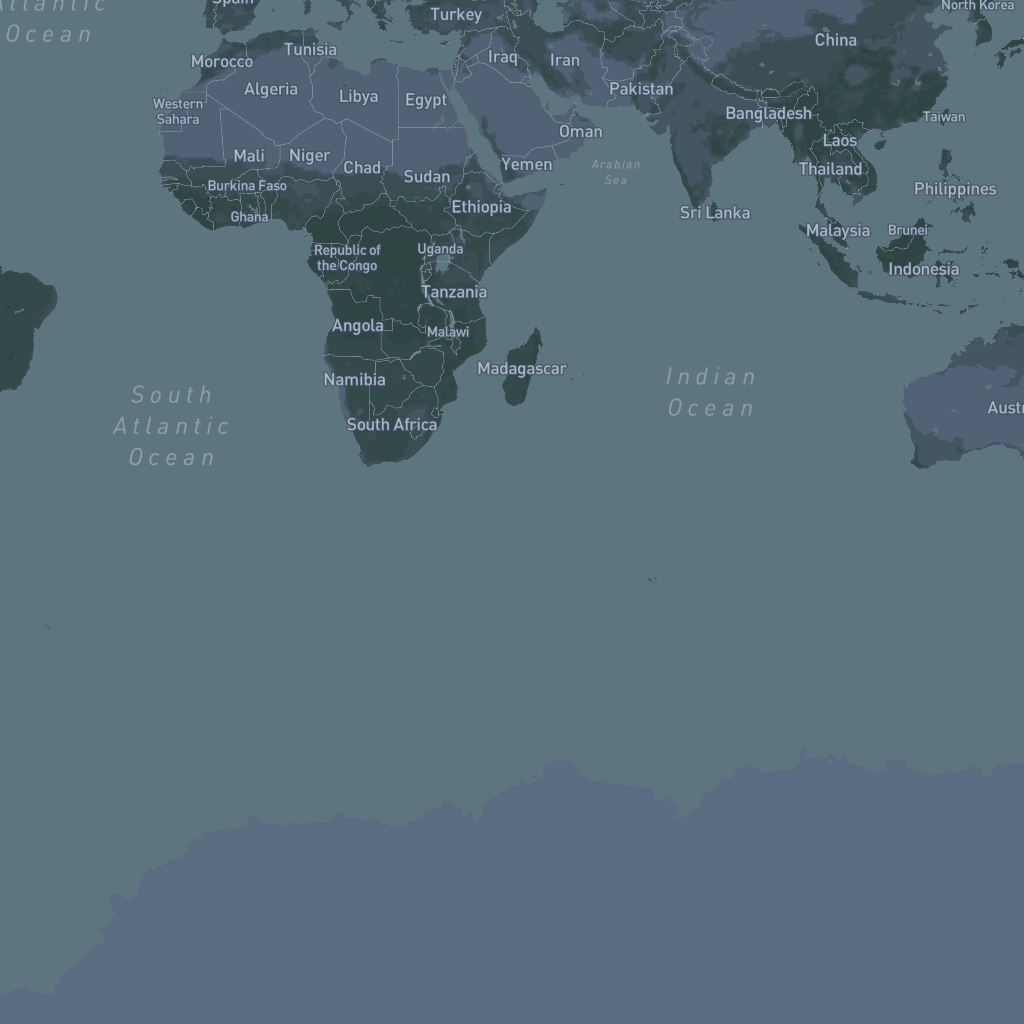 Spain
Turkey
North Korea
Atlantic
Ocean
China
Tunisia
Morocco
Iraq
Iran
Algeria
Libya
Egypt
Pakistan
Western
Sahara
Bangladesh
Taiwan
Oman
Laos
Mali
Niger
Chad
Yemen
Arabian
Sea
Thailand
Sudan
Burkina Faso
Philippines
Ethiopia
Ghana
Sri Lanka
Malaysia
Brunei
Republic of
the Congo
Uganda
Indonesia
Tanzania
Angola
Malawi
Madagascar
Namibia
Indian
Ocean
South
Atlantic
Ocean
Austr
South Africa